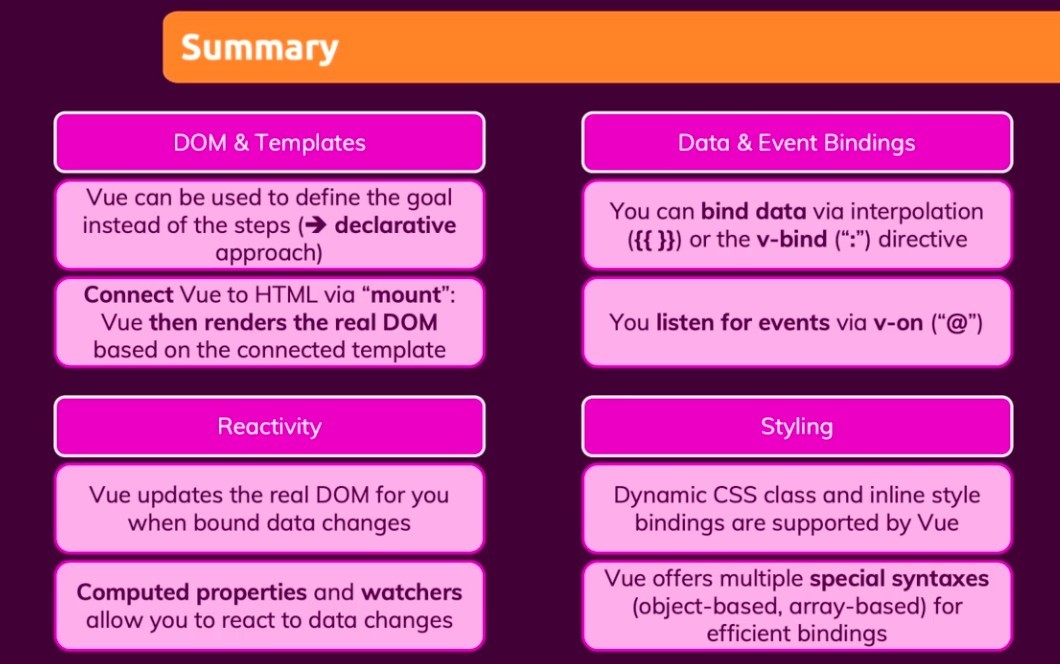 Summary
DOM & Templates
Vue can be used to define the goal
instead of the steps (➔ declarative
approach)
Connect Vue to HTML via “mount”:
Vue then renders the real DOM
based on the connected template
Data & Event Bindings
You can bind data via interpolation
({{ }}) or the v-bind (“:”) directive
You listen for events via v-on (“@”)
Reactivity
Vue updates the real DOM for you
when bound data changes
Computed properties and watchers
allow you to react to data changes
Styling
Dynamic CSS class and inline style
bindings are supported by Vue
Vue offers multiple special syntaxes
(object-based, array-based) for
efficient bindings